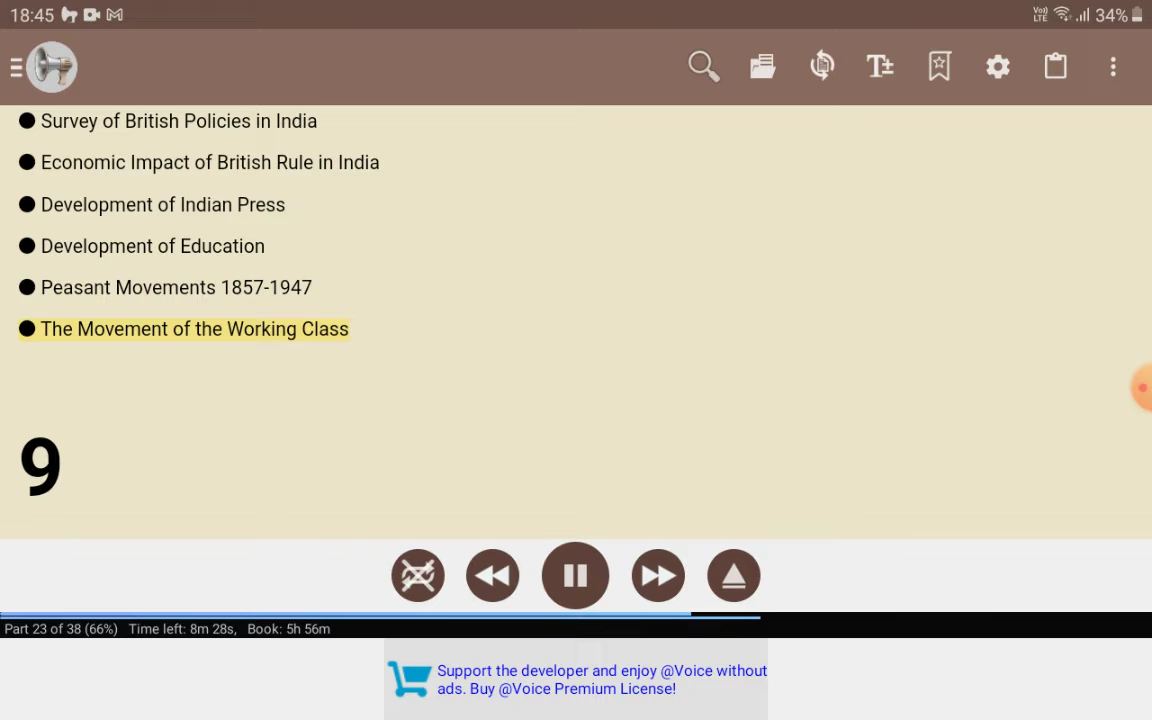 18:45
Vo)) LTE 34%
T±
● Survey of British Policies in India
● Economic Impact of British Rule in India
● Development of Indian Press
● Development of Education
● Peasant Movements 1857-1947
● The Movement of the Working Class
9
Part 23 of 38 (66%) Time left: 8m 28s, Book: 5h 56m
Support the developer and enjoy @Voice without
ads. Buy @Voice Premium License!